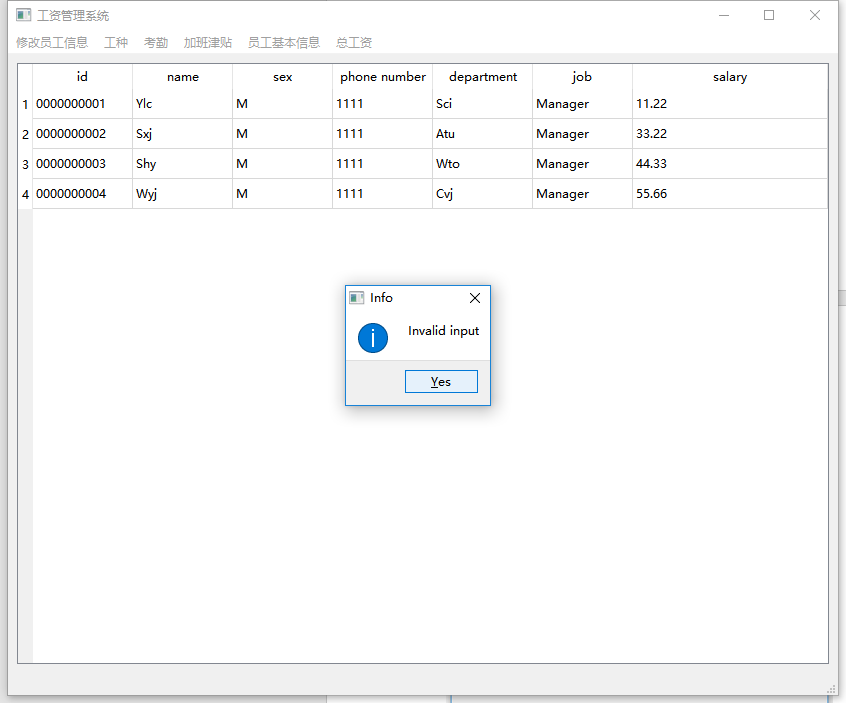 工资管理系统
修改员工信息 工种 考勤 加班津贴 员工基本信息 总工资
id name sex phone number department job salary
1 0000000001 Ylc M 1111 Sci Manager 11.22
2 0000000002 Sxj M 1111 Atu Manager 33.22
3 0000000003 Shy M 1111 Wto Manager 44.33
4 0000000004 Wyj M 1111 Cvj Manager 55.66
Info
Invalid input
Yes